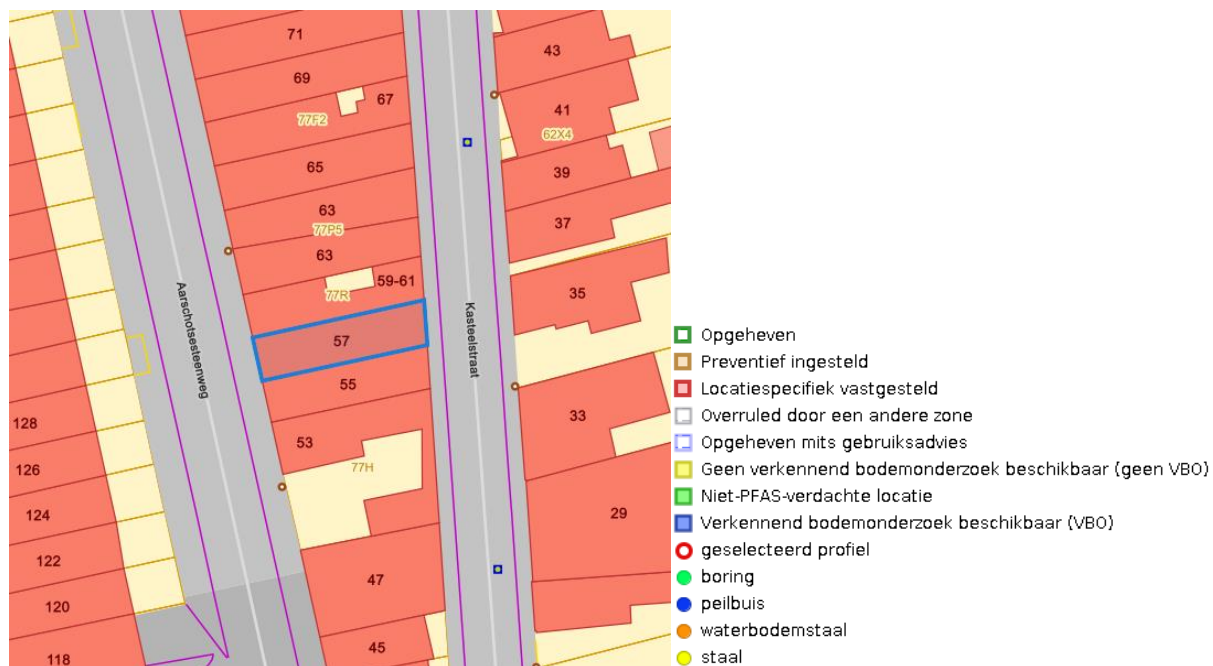 71
43
69
67
41
77F2
62X4
65
39
63
77P5
37
63
59-61
77R
35
Aarschotsesteenweg
Kasteelstraat
57
55
33
128
53
77H
126
124
29
122
47
120
45
118
Opgeheven
Preventief ingesteld
Locatiespecifiek vastgesteld
Overruled door een andere zone
Opgeheven mits gebruiksadvies
Geen verkennend bodemonderzoek beschikbaar (geen VBO)
Niet-PFAS-verdachte locatie
Verkennend bodemonderzoek beschikbaar (VBO)
geselecteerd profiel
boring
peilbuis
waterbodemstaal
staal